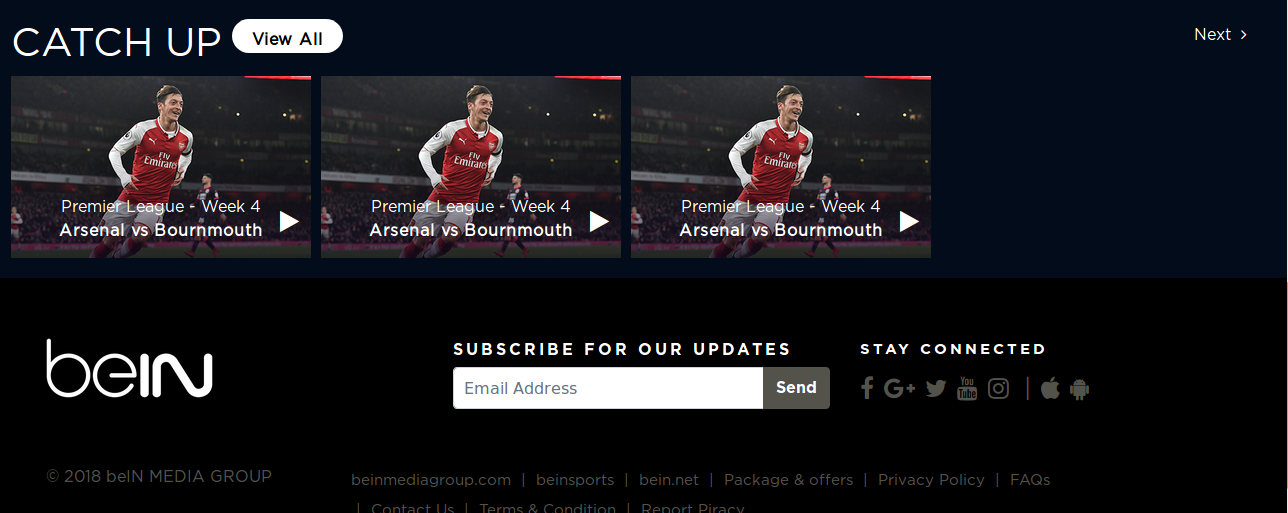 CATCH UP View All Next >
Fly Emirates Fly Emirates Fly Emirates
Premier League - Week 4 Premier League - Week 4 Premier League - Week 4
Arsenal vs Bournmouth Arsenal vs Bournmouth Arsenal vs Bournmouth
beIN
SUBSCRIBE FOR OUR UPDATES
Email Address Send
STAY CONNECTED
You Tube
© 2018 beIN MEDIA GROUP
beinmediagroup.com | beinsports | bein.net | Package & offers | Privacy Policy | FAQs
| Contact Us | Terms & Condition | Report Piracy